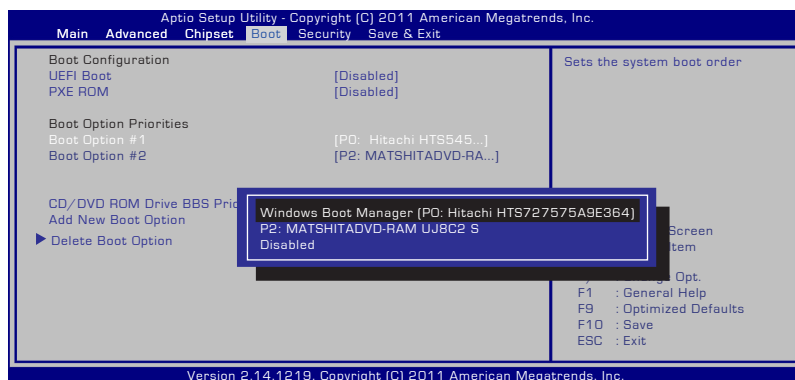 Aptio Setup Utility - Copyright (C) 2011 American Megatrends, Inc.
Main Advanced Chipset Boot Security Save & Exit
Boot Configuration
UEFI Boot [Disabled]
PXE ROM [Disabled]
Boot Option Priorities
Boot Option #1 [P0: Hitachi HTS545...]
Boot Option #2 [P2: MATSHITADVD-RA...]
CD/DVD ROM Drive BBS
Add New Boot Option
Delete Boot Option
Windows Boot Manager (P0: Hitachi HTS727575A9E364)
P2: MATSHITADVD-RAM UJ8C2 S
Disabled
Sets the system boot order
Screen
Item
Opt.
F1 : General Help
F9 : Optimized Defaults
F10 : Save
ESC : Exit
Version 2.14.1219. Copyright (C) 2011 American Megatrends, Inc.